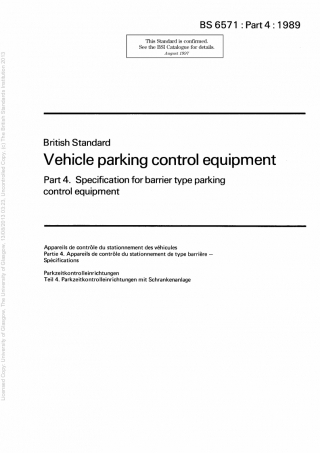 BS 6571 : Part 4 : 1989
This Standard is confirmed.
See the BSI Catalogue for details.
August 1997
British Standard
Vehicle parking control equipment
Part 4. Specification for barrier type parking
control equipment
Appareils de contrôle du stationnement des véhicules
Partie 4. Appareils de contrôle du stationnement de type barrière –
Spécifications
Parkzeitkontrolleinrichtungen
Teil 4. Parkzeitkontrolleinrichtungen mit Schrankenanlage
Licensed Copy: University of Glasgow, The University of Glasgow, 13/09/2013 03:23, Uncontrolled Copy, (c) The British Standards Institution 2013